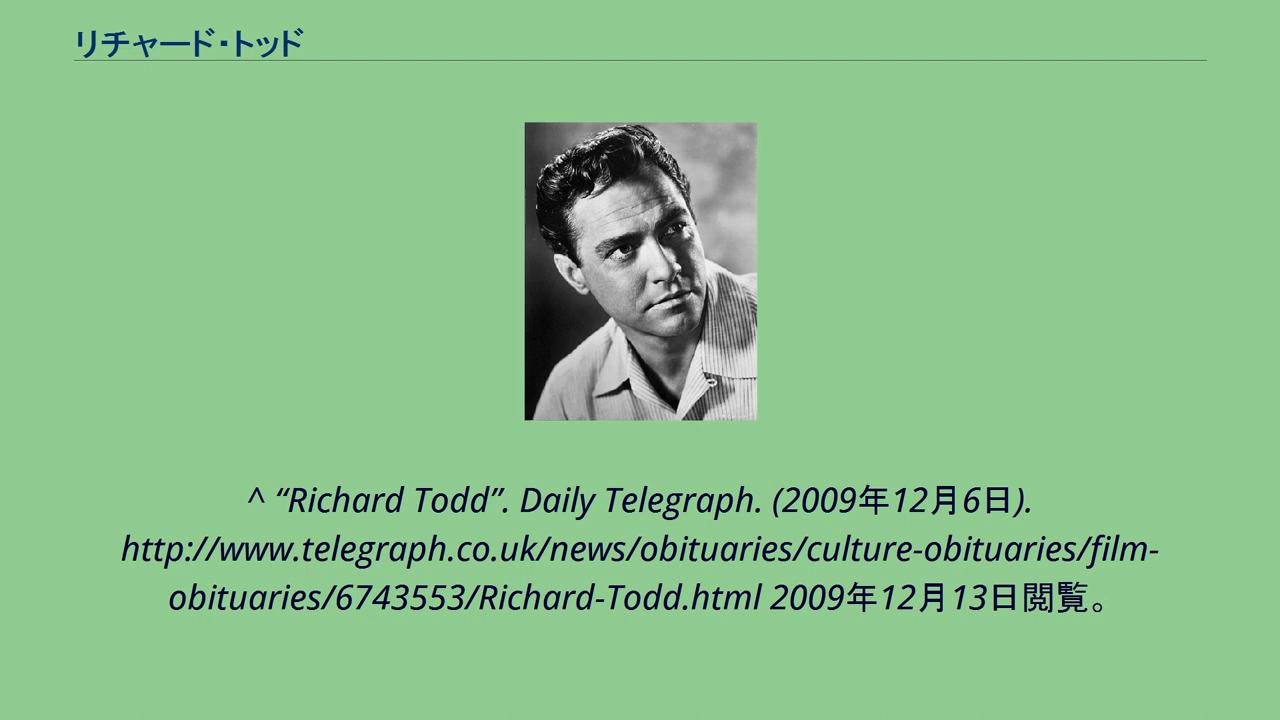 リチャード・トッド
^ “Richard Todd”. Daily Telegraph. (2009年12月6日).
http://www.telegraph.co.uk/news/obituaries/culture-obituaries/film-
obituaries/6743553/Richard-Todd.html 2009年12月13日閲覧。